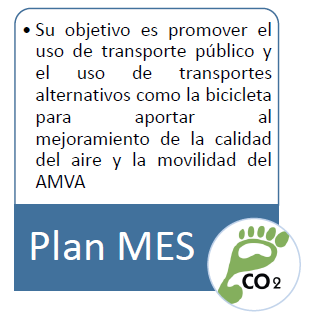 • Su objetivo es promover el
uso de transporte público y
el uso de transportes
alternativos como la bicicleta
para aportar al
mejoramiento de la calidad
del aire y la movilidad del
AMVA
Plan MES
CO2